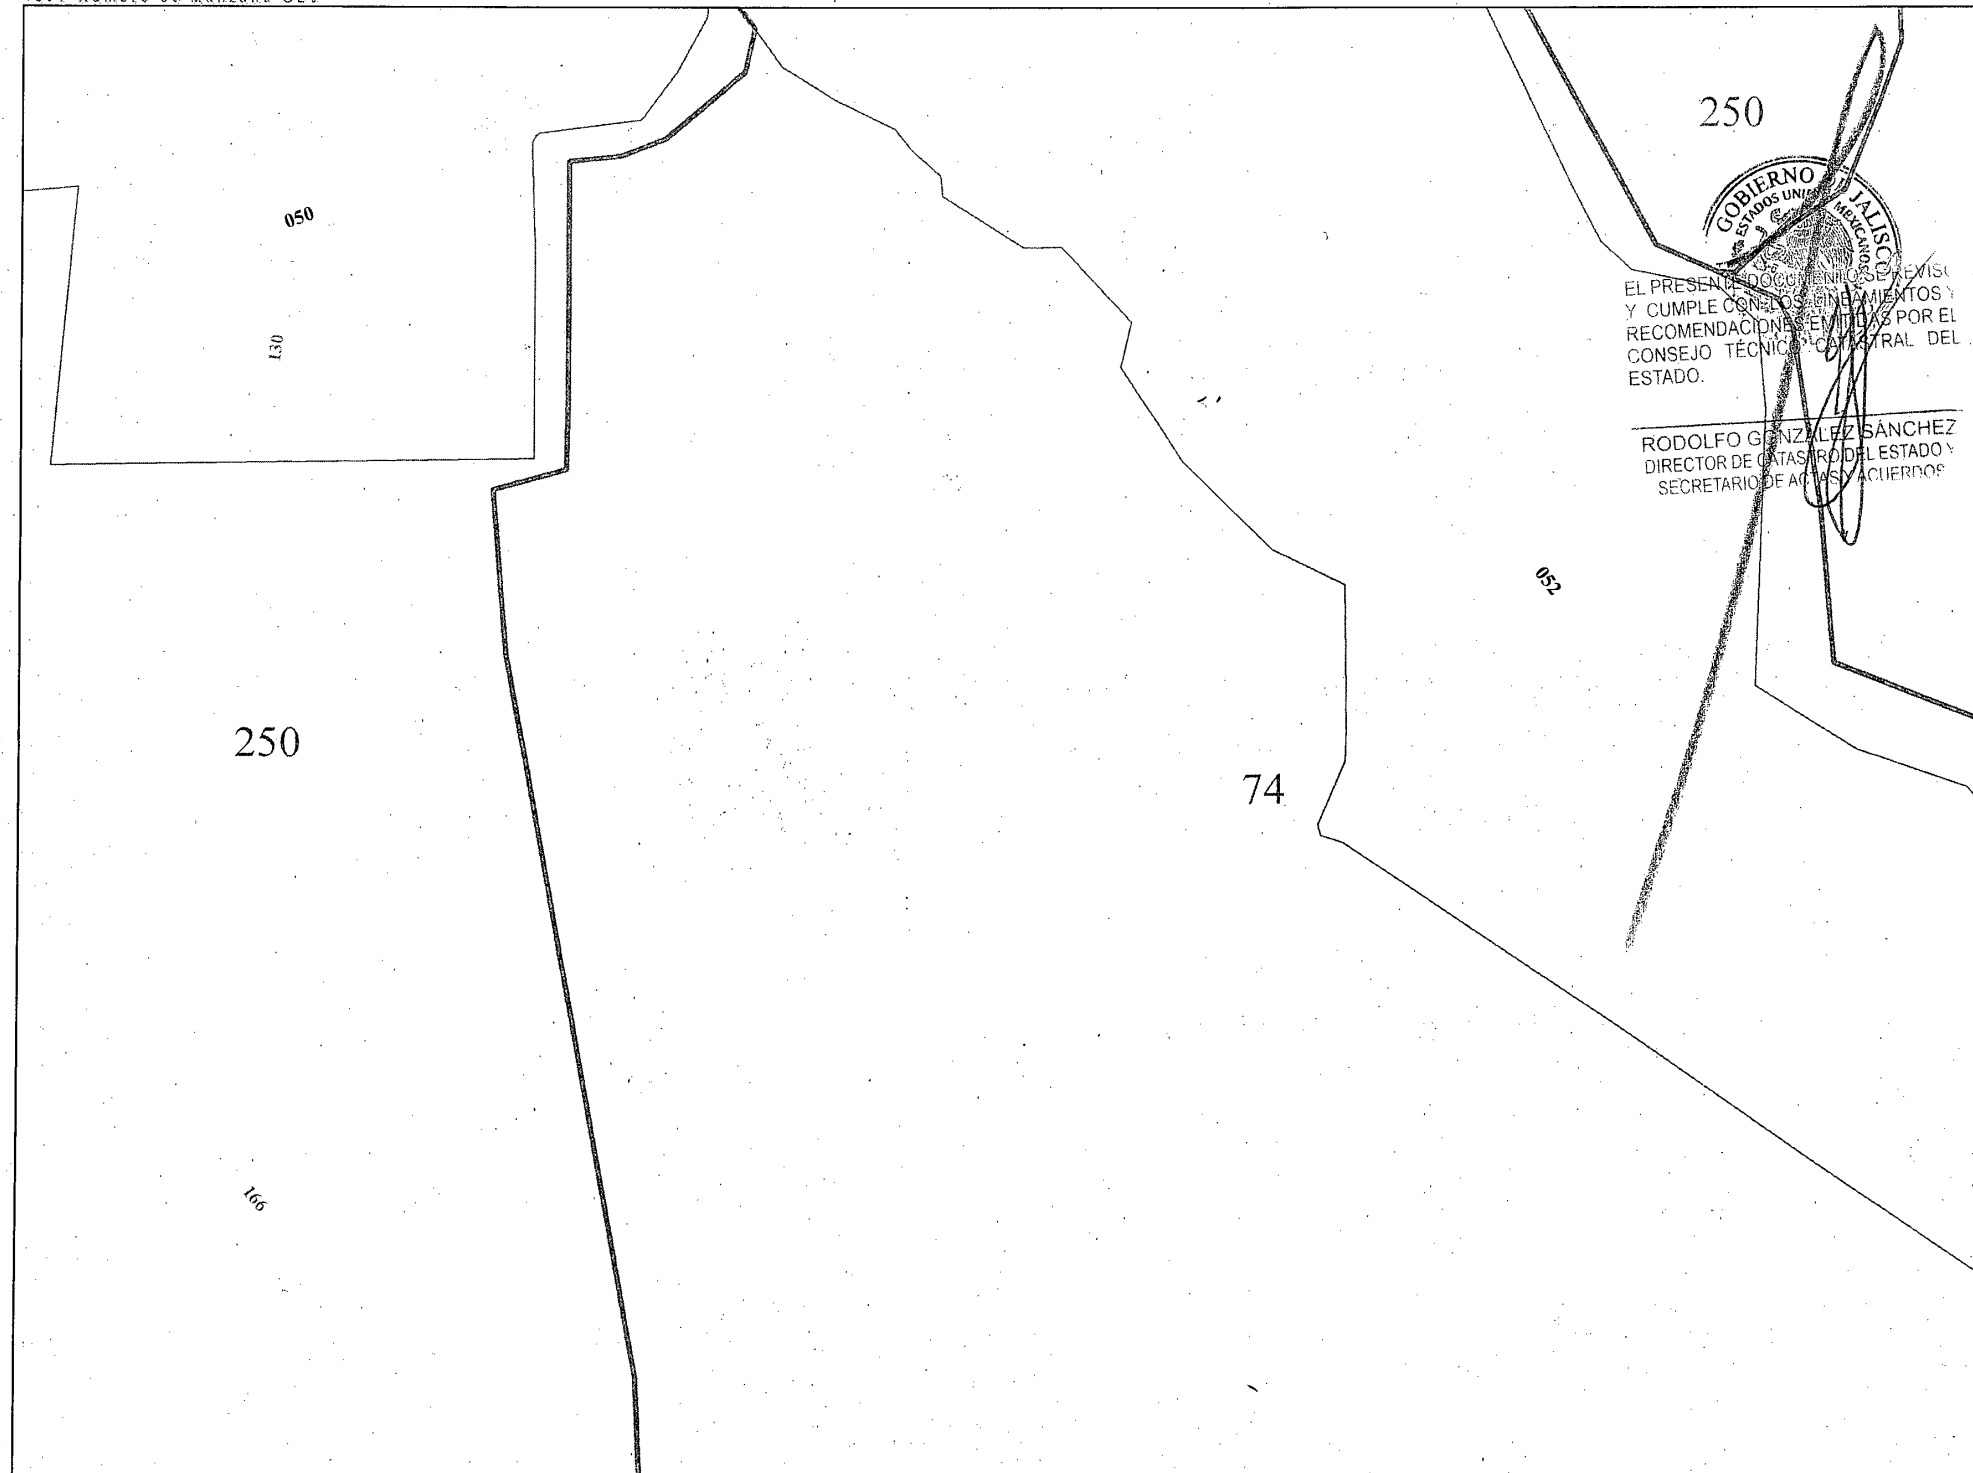 250
GOBIERNO DE JALISCO
ESTADOS UNIDOS MEXICANOS
050
EL PRESENTE DOCUMENTO SE REVISÓ
Y CUMPLE CON LOS LINEAMIENTOS Y
RECOMENDACIONES EMITIDAS POR EL
CONSEJO TÉCNICO CATASTRAL DEL
ESTADO.
130
RODOLFO GONZÁLEZ SÁNCHEZ
DIRECTOR DE CATASTRO DEL ESTADO Y
SECRETARIO DE ACTAS Y ACUERDOS
052
250
74
166